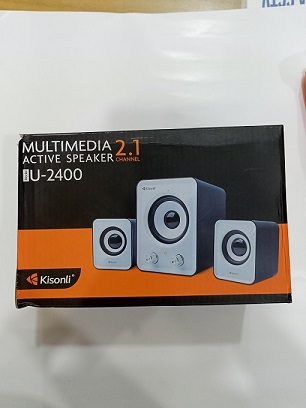 MULTIMEDIA 2.1
ACTIVE SPEAKER CHANNEL
U-2400
Kisonli
Kisonli®